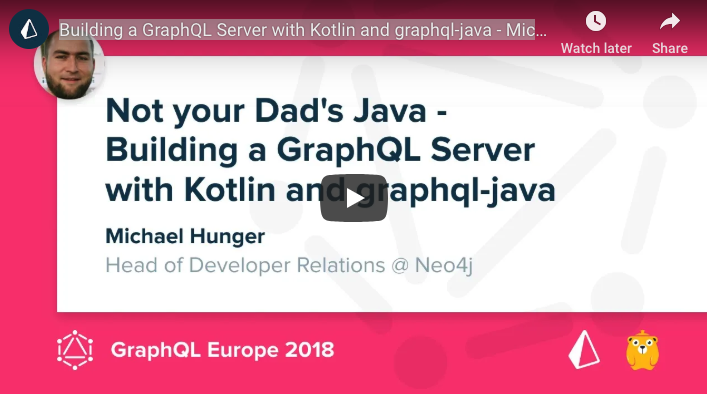 Building a GraphQL Server with Kotlin and graphql-java - Mic...
Watch later
Share
Not your Dad's Java -
Building a GraphQL Server
with Kotlin and graphql-java
Michael Hunger
Head of Developer Relations @ Neo4j
GraphQL Europe 2018